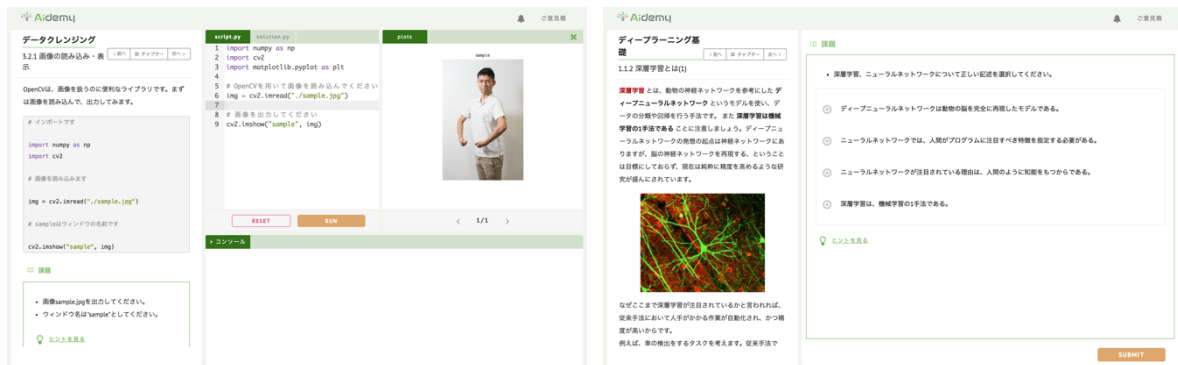 Aidemy
ご意見箱
データクレンジング
3.2.1 画像の読み込み・表
示
‹ 前へ
チャプター
次へ ›
OpenCVは、画像を扱うのに便利なライブラリです。まず
は画像を読み込んで、出力してみます。
# インポートです
import numpy as np
import cv2
# 画像を読み込みます
img = cv2.imread("./sample.jpg")
# sampleはウィンドウの名前です
cv2.imshow("sample", img)
課題
• 画像sample.jpgを出力してください。
• ウィンドウ名は"sample"としてください。
ヒントを見る
script.py
solution.py
1 import numpy as np
2 import cv2
3 import matplotlib.pyplot as plt
4
5 # OpenCVを用いて画像を読み込んでください
6 img = cv2.imread("./sample.jpg")
7
8 # 画像を出力してください
9 cv2.imshow("sample", img)
RESET
RUN
plots
sample
‹ 1/1 ›
> コンソール
Aidemy
ご意見箱
ディープラーニング基
礎
‹ 前へ
チャプター
次へ ›
1.1.2 深層学習とは(1)
深層学習 とは、動物の神経ネットワークを参考にした デ
ィープニューラルネットワーク というモデルを使い、デ
ータの分類や回帰を行う手法です。 また 深層学習は機械
学習の1手法である ことに注意しましょう。ディープニュ
ーラルネットワークの発想の起点は神経ネットワークにあ
りますが、脳の神経ネットワークを再現する、ということ
は目標にしておらず、現在は純粋に精度を高めるような研
究が盛んにされています。
なぜここまで深層学習が注目されているかと言われれば、
従来手法において人手がかかる作業が自動化され、かつ精
度が高いからです。
例えば、車の検出をするタスクを考えます。従来手法で
課題
• 深層学習、ニューラルネットワークについて正しい記述を選択してください。
ディープニューラルネットワークは動物の脳を完全に再現したモデルである。
ニューラルネットワークでは、人間がプログラムに注目すべき特徴を指定する必要がある。
ニューラルネットワークが注目されている理由は、人間のように知能をもつからである。
深層学習は、機械学習の1手法である。
ヒントを見る
SUBMIT